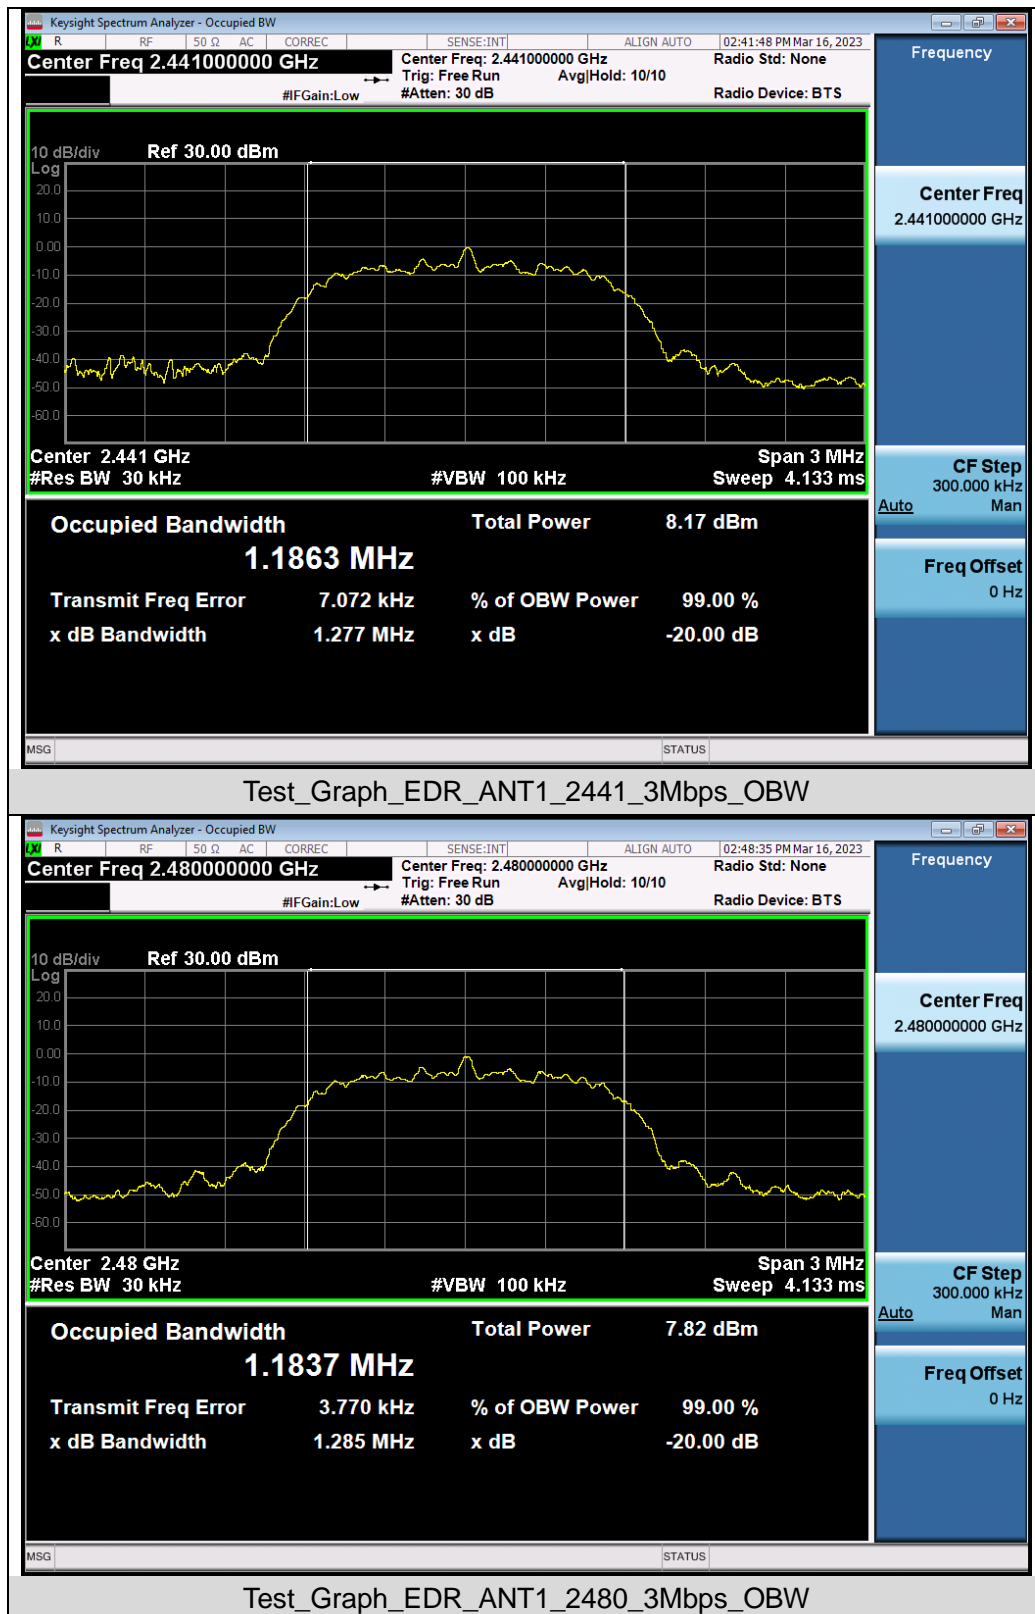 Keysight Spectrum Analyzer - Occupied BW
LXI R RF 50 Ω AC CORREC SENSE:INT ALIGN AUTO 02:41:48 PM Mar 16, 2023
Center Freq 2.441000000 GHz
Center Freq: 2.441000000 GHz
Radio Std: None
Trig: Free Run Avg|Hold: 10/10
#IFGain:Low
#Atten: 30 dB
Radio Device: BTS
Frequency
10 dB/div Ref 30.00 dBm
Log
20.0
10.0
0.00
-10.0
-20.0
-30.0
-40.0
-50.0
-60.0
Center 2.441 GHz Span 3 MHz
#Res BW 30 kHz #VBW 100 kHz Sweep 4.133 ms
Center Freq
2.441000000 GHz
CF Step
300.000 kHz
Auto Man
Freq Offset
0 Hz
Occupied Bandwidth Total Power 8.17 dBm
1.1863 MHz
Transmit Freq Error 7.072 kHz % of OBW Power 99.00 %
x dB Bandwidth 1.277 MHz x dB -20.00 dB
MSG STATUS
Test_Graph_EDR_ANT1_2441_3Mbps_OBW
Keysight Spectrum Analyzer - Occupied BW
LXI R RF 50 Ω AC CORREC SENSE:INT ALIGN AUTO 02:48:35 PM Mar 16, 2023
Center Freq 2.480000000 GHz
Center Freq: 2.480000000 GHz
Radio Std: None
Trig: Free Run Avg|Hold: 10/10
#IFGain:Low
#Atten: 30 dB
Radio Device: BTS
Frequency
10 dB/div Ref 30.00 dBm
Log
20.0
10.0
0.00
-10.0
-20.0
-30.0
-40.0
-50.0
-60.0
Center 2.48 GHz Span 3 MHz
#Res BW 30 kHz #VBW 100 kHz Sweep 4.133 ms
Center Freq
2.480000000 GHz
CF Step
300.000 kHz
Auto Man
Freq Offset
0 Hz
Occupied Bandwidth Total Power 7.82 dBm
1.1837 MHz
Transmit Freq Error 3.770 kHz % of OBW Power 99.00 %
x dB Bandwidth 1.285 MHz x dB -20.00 dB
MSG STATUS
Test_Graph_EDR_ANT1_2480_3Mbps_OBW